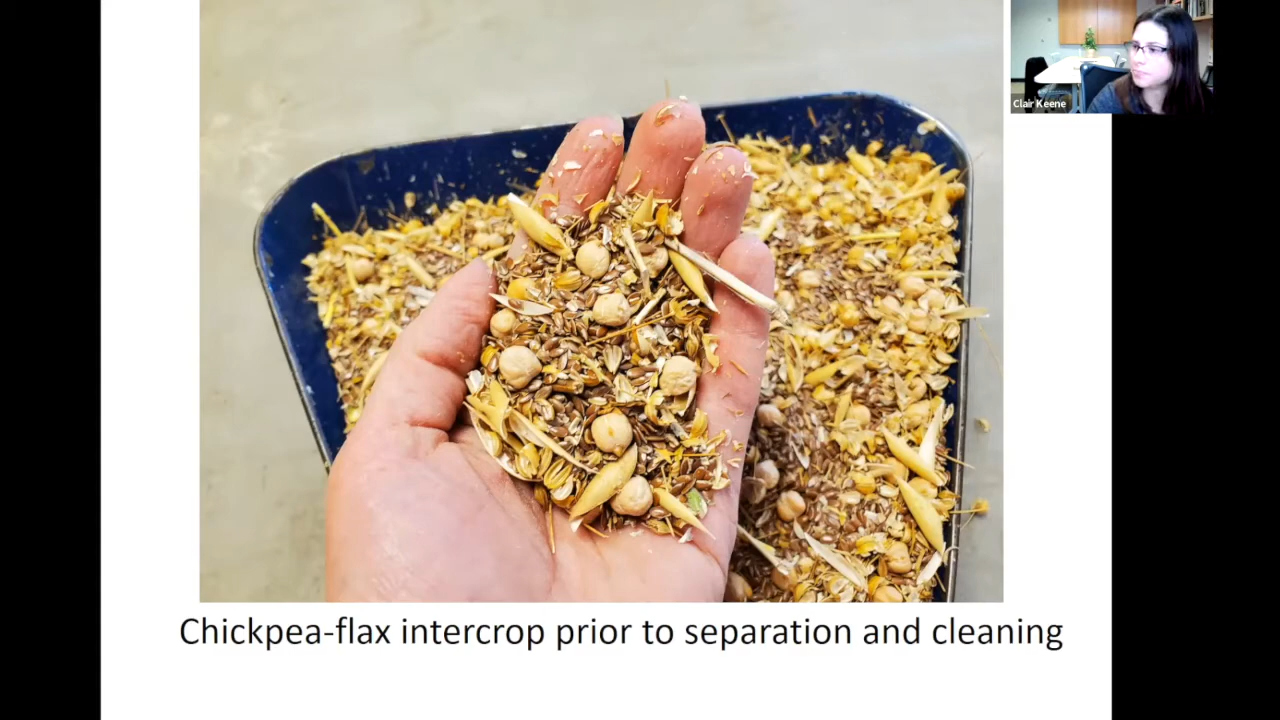 Clair Keene
Chickpea-flax intercrop prior to separation and cleaning